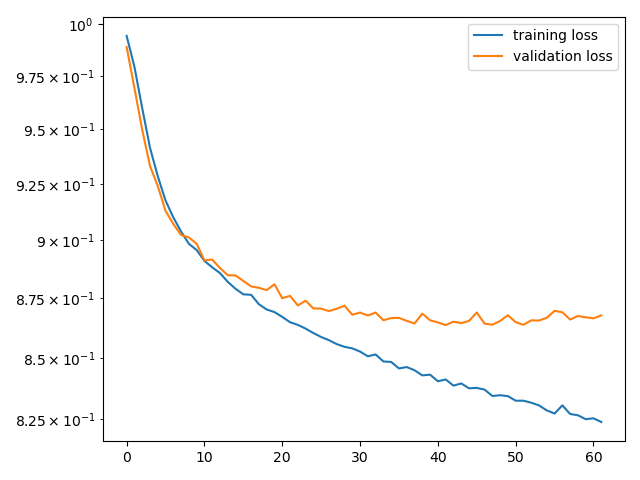 training loss
validation loss
10⁰
9.75 × 10⁻¹
9.5 × 10⁻¹
9.25 × 10⁻¹
9 × 10⁻¹
8.75 × 10⁻¹
8.5 × 10⁻¹
8.25 × 10⁻¹
0 10 20 30 40 50 60